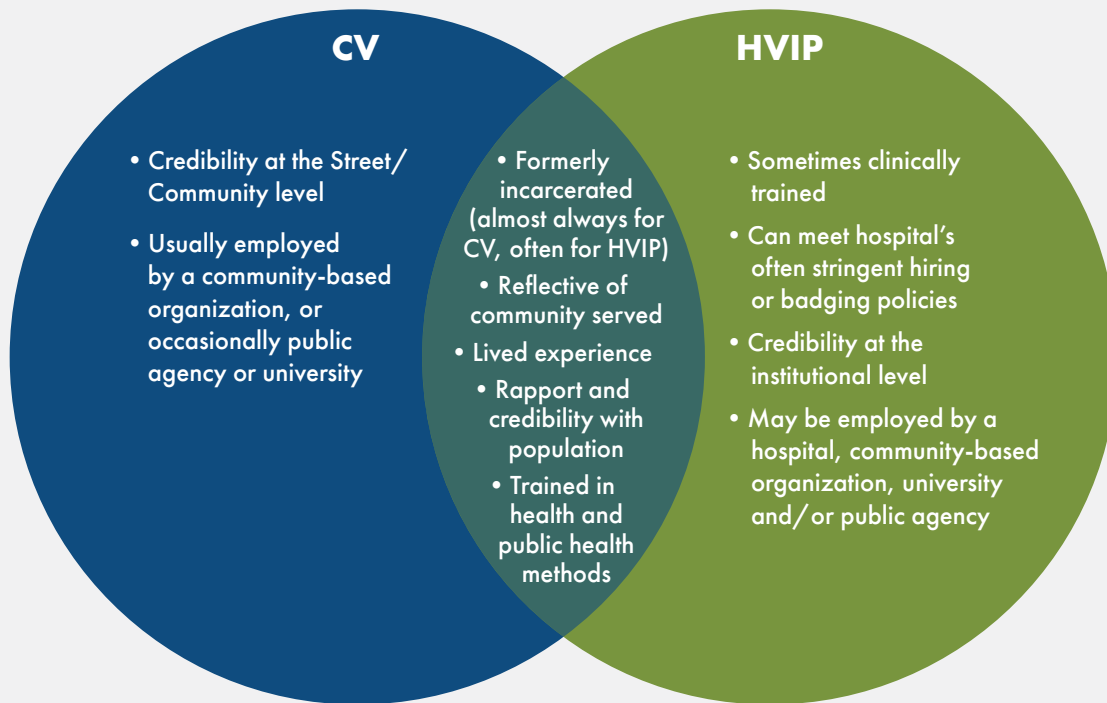 CV
• Credibility at the Street/
Community level
• Usually employed
by a community-based
organization, or
occasionally public
agency or university
• Formerly
incarcerated
(almost always for
CV, often for HVIP)
• Reflective of
community served
• Lived experience
• Rapport and
credibility with
population
• Trained in
health and
public health
methods
HVIP
• Sometimes clinically
trained
• Can meet hospital’s
often stringent hiring
or badging policies
• Credibility at the
institutional level
• May be employed by a
hospital, community-based
organization, university
and/or public agency